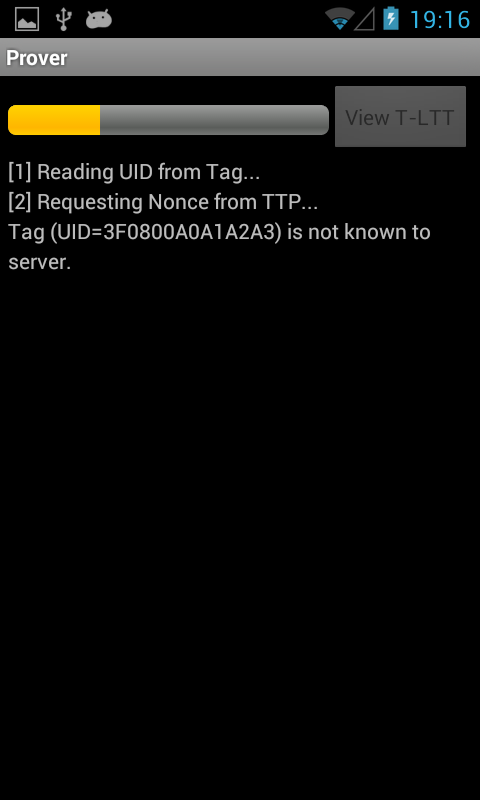 19:16
Prover
View T-LTT
[1] Reading UID from Tag...
[2] Requesting Nonce from TTP...
Tag (UID=3F0800A0A1A2A3) is not known to
server.